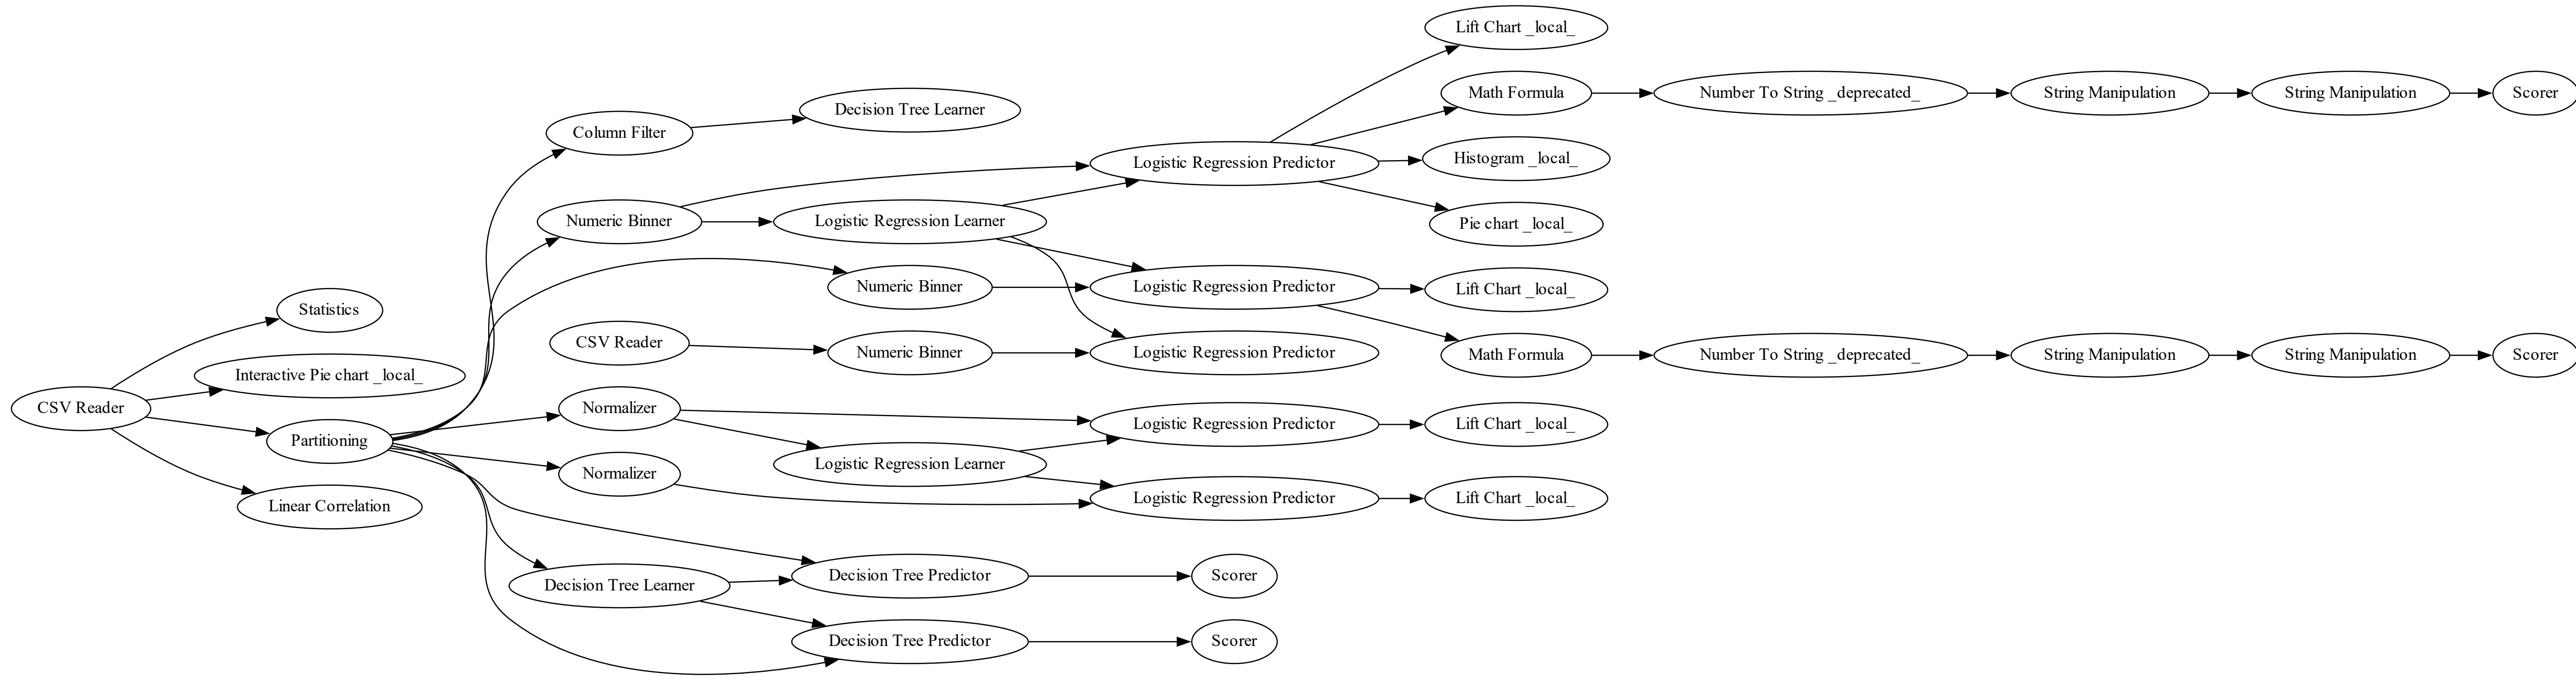 Lift Chart _local_
Math Formula
Number To String _deprecated_
String Manipulation
String Manipulation
Scorer
Decision Tree Learner
Column Filter
Logistic Regression Predictor
Histogram _local_
Numeric Binner
Logistic Regression Learner
Pie chart _local_
Numeric Binner
Logistic Regression Predictor
Lift Chart _local_
Statistics
CSV Reader
Numeric Binner
Logistic Regression Predictor
Math Formula
Number To String _deprecated_
String Manipulation
String Manipulation
Scorer
Interactive Pie chart _local_
CSV Reader
Normalizer
Logistic Regression Predictor
Lift Chart _local_
Partitioning
Logistic Regression Learner
Normalizer
Logistic Regression Predictor
Lift Chart _local_
Linear Correlation
Decision Tree Predictor
Scorer
Decision Tree Learner
Decision Tree Predictor
Scorer